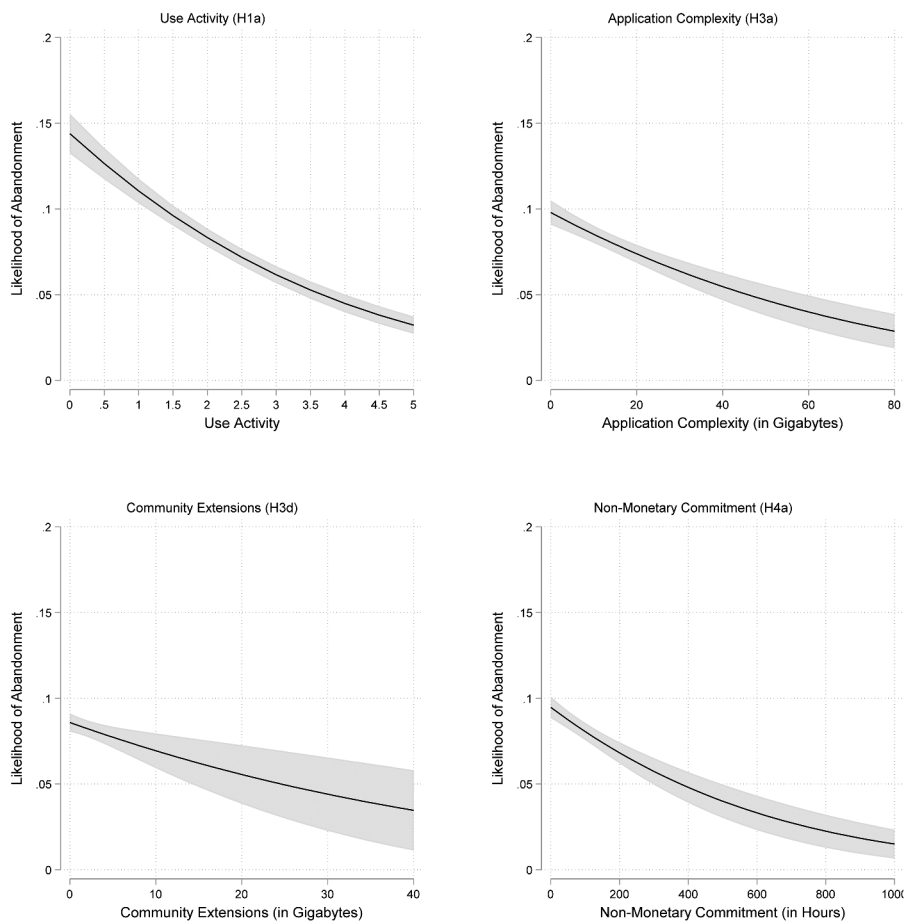 Use Activity (H1a)
Likelihood of Abandonment
.2
.15
.1
.05
0
0 .5 1 1.5 2 2.5 3 3.5 4 4.5 5
Use Activity
Application Complexity (H3a)
Likelihood of Abandonment
.2
.15
.1
.05
0
0 20 40 60 80
Application Complexity (in Gigabytes)
Community Extensions (H3d)
Likelihood of Abandonment
.2
.15
.1
.05
0
0 10 20 30 40
Community Extensions (in Gigabytes)
Non-Monetary Commitment (H4a)
Likelihood of Abandonment
.2
.15
.1
.05
0
0 200 400 600 800 1000
Non-Monetary Commitment (in Hours)